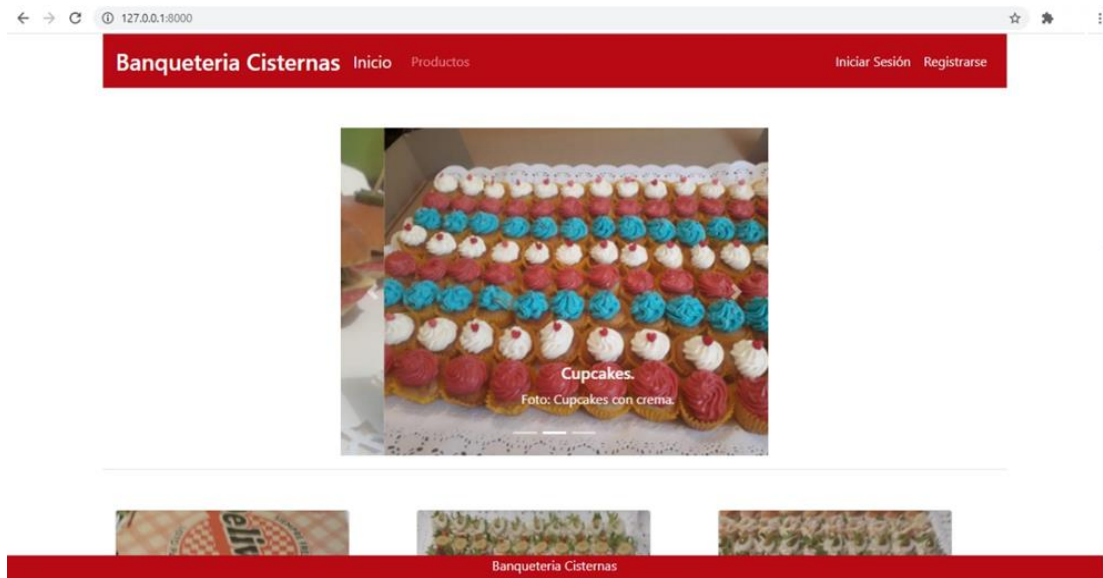 127.0.0.1:8000
Banqueteria Cisternas Inicio Productos Iniciar Sesión Registrarse
Cupcakes.
Foto: Cupcakes con crema.
Banqueteria Cisternas